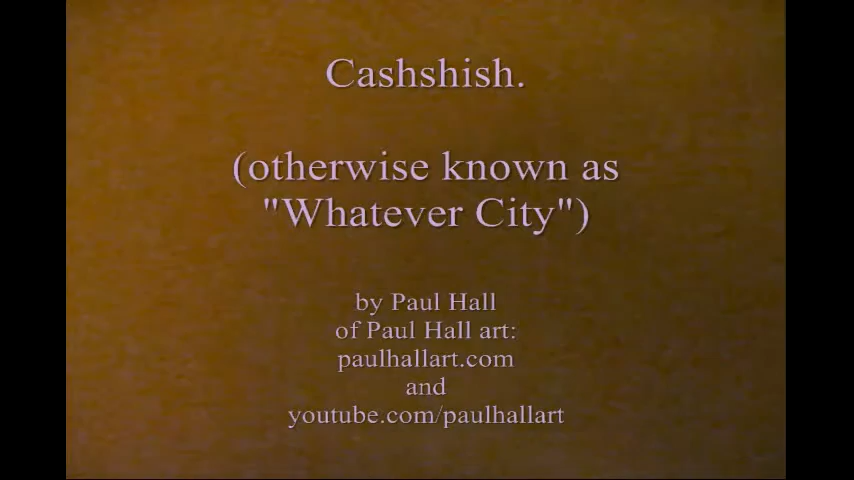 Cashshish.
(otherwise known as
"Whatever City")
by Paul Hall
of Paul Hall art:
paulhallart.com
and
youtube.com/paulhallart